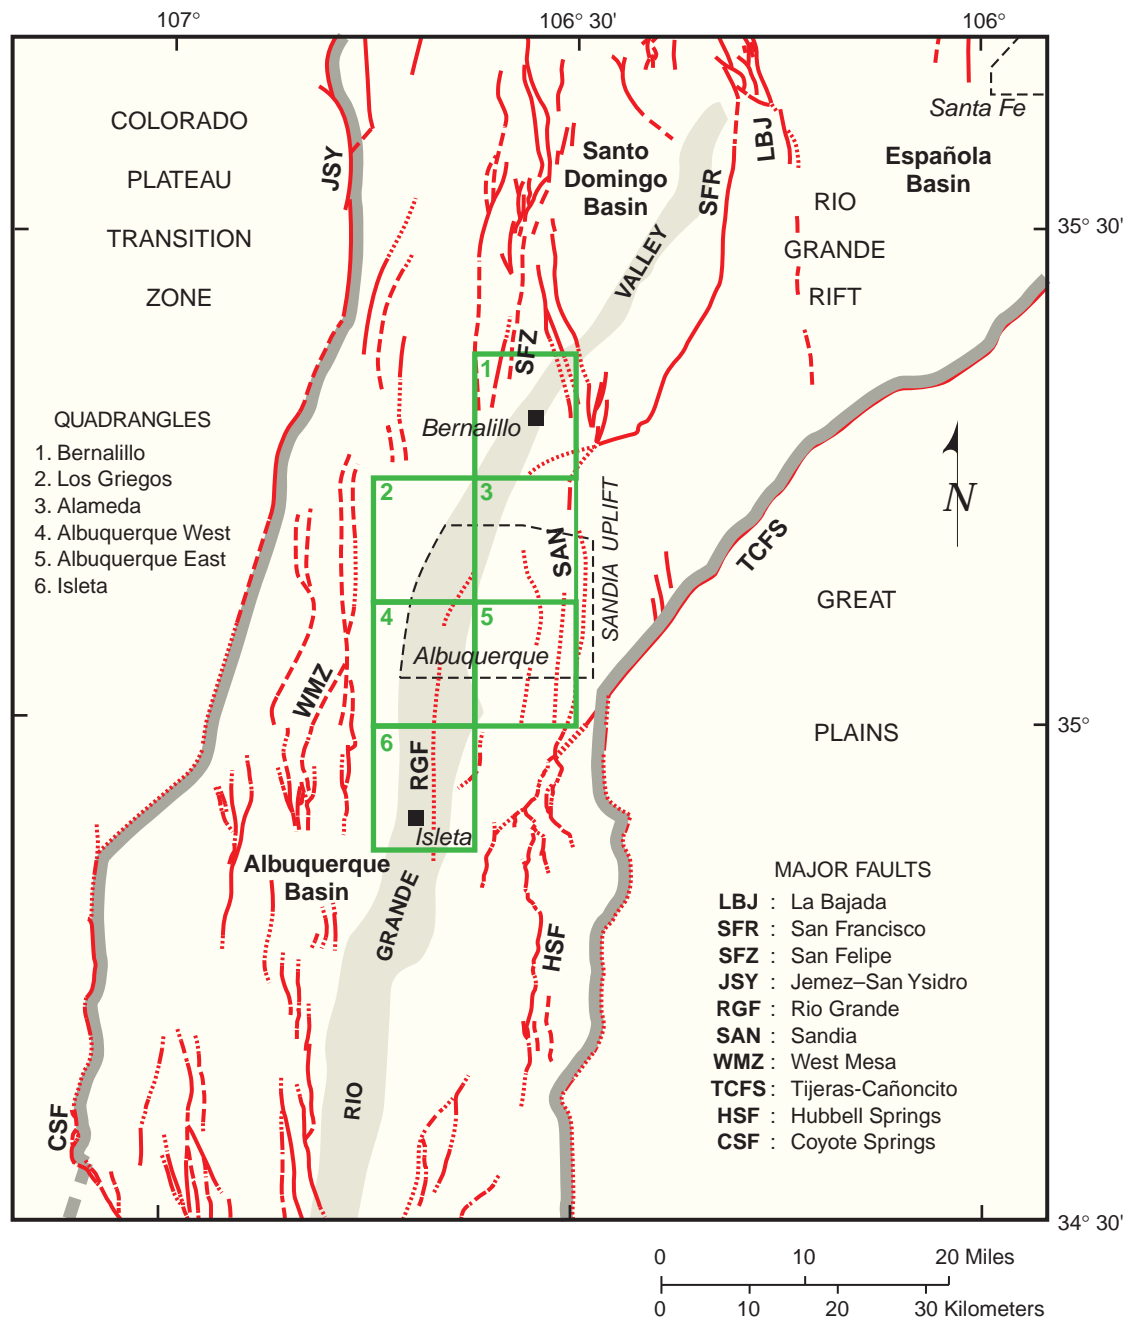 107°
106° 30'
106°
COLORADO
PLATEAU
TRANSITION
ZONE
JSY
Santo
Domingo
Basin
LBJ
SFR
Santa Fe
Española
Basin
RIO
GRANDE
RIFT
35° 30'
VALLEY
SFZ
1
Bernalillo
QUADRANGLES
1. Bernalillo
2. Los Griegos
3. Alameda
4. Albuquerque West
5. Albuquerque East
6. Isleta
2
3
SAN
SANDIA UPLIFT
TCFS
N
4
5
Albuquerque
GREAT
PLAINS
WMZ
35°
6
RGF
Isleta
Albuquerque
Basin
GRANDE
HSF
RIO
CSF
MAJOR FAULTS
LBJ : La Bajada
SFR : San Francisco
SFZ : San Felipe
JSY : Jemez–San Ysidro
RGF : Rio Grande
SAN : Sandia
WMZ : West Mesa
TCFS : Tijeras-Cañoncito
HSF : Hubbell Springs
CSF : Coyote Springs
34° 30'
0 10 20 Miles
0 10 20 30 Kilometers